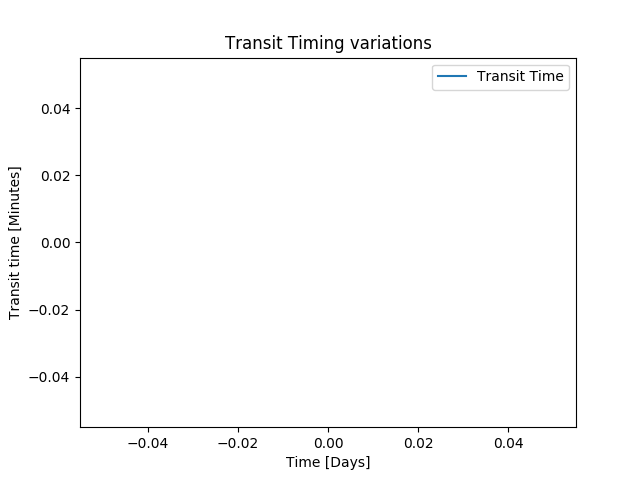 Transit Timing variations
Transit Time
0.04
0.02
0.00
−0.02
−0.04
Transit time [Minutes]
−0.04 −0.02 0.00 0.02 0.04
Time [Days]